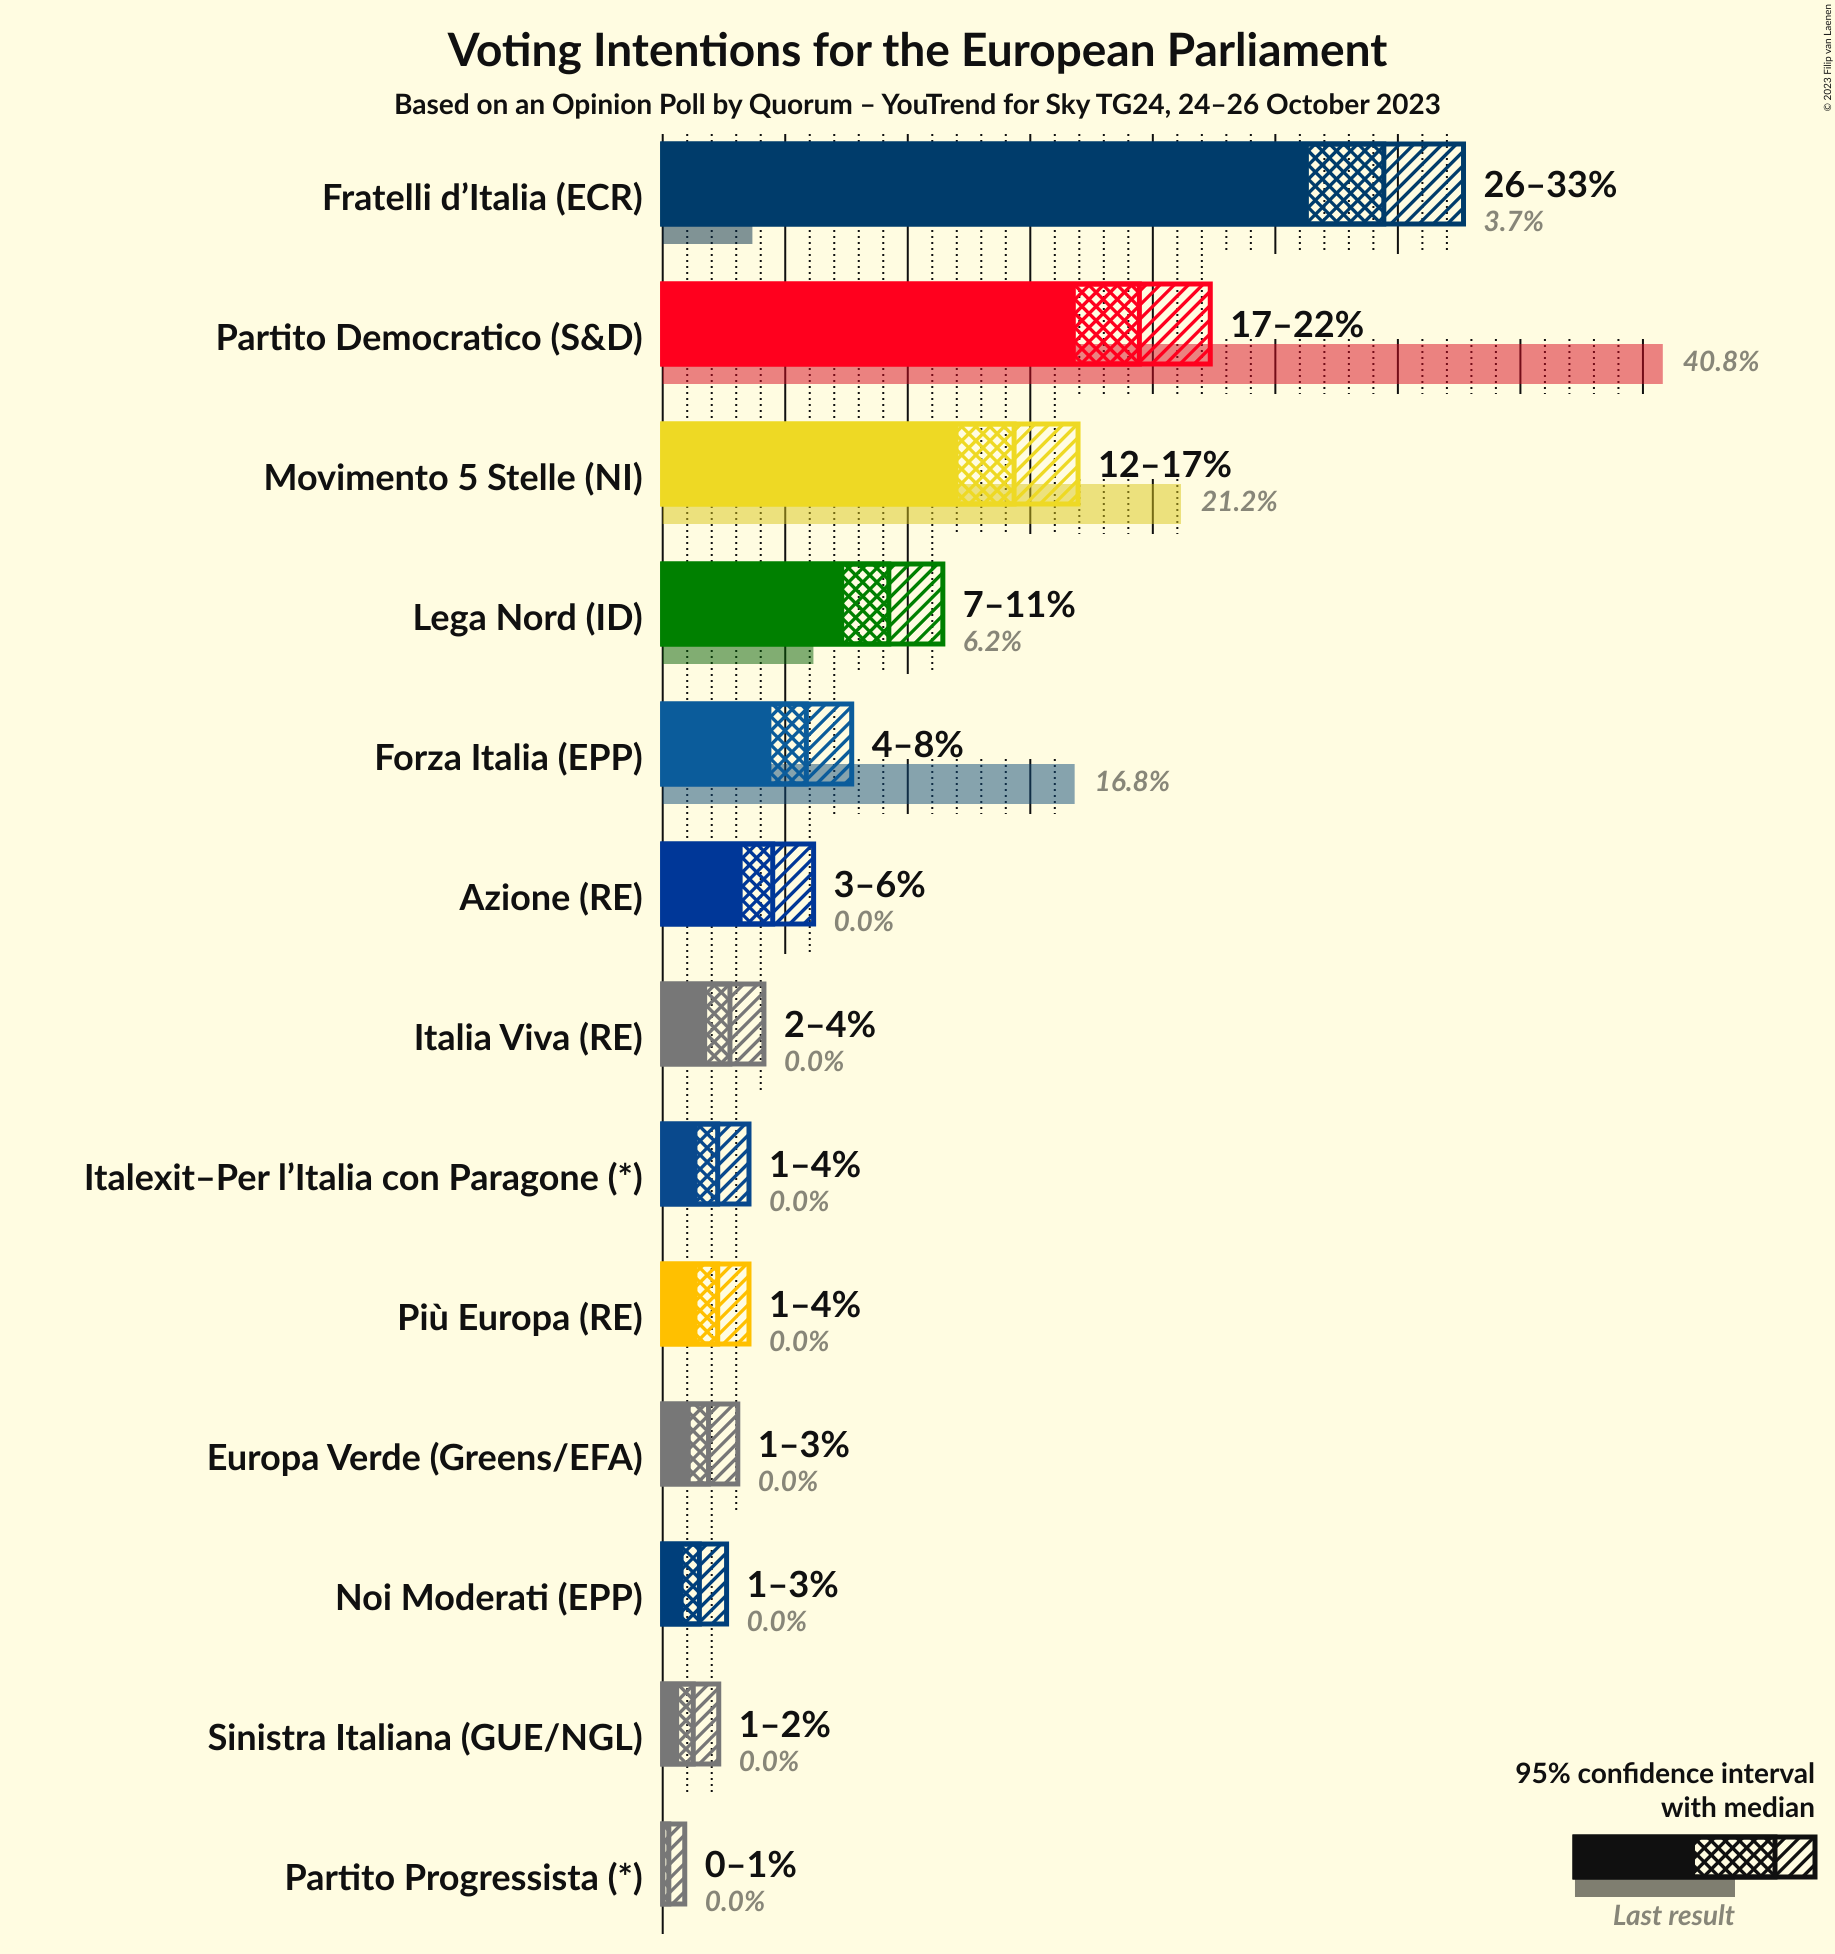 Voting Intentions for the European Parliament
Based on an Opinion Poll by Quorum – YouTrend for Sky TG24, 24–26 October 2023
© 2023 Filip van Laenen
Fratelli d’Italia (ECR)
26–33%
3.7%
Partito Democratico (S&D)
17–22%
40.8%
Movimento 5 Stelle (NI)
12–17%
21.2%
Lega Nord (ID)
7–11%
6.2%
Forza Italia (EPP)
4–8%
16.8%
Azione (RE)
3–6%
0.0%
Italia Viva (RE)
2–4%
0.0%
Italexit–Per l’Italia con Paragone (*)
1–4%
0.0%
Più Europa (RE)
1–4%
0.0%
Europa Verde (Greens/EFA)
1–3%
0.0%
Noi Moderati (EPP)
1–3%
0.0%
Sinistra Italiana (GUE/NGL)
1–2%
0.0%
Partito Progressista (*)
0–1%
0.0%
95% confidence interval
with median
Last result